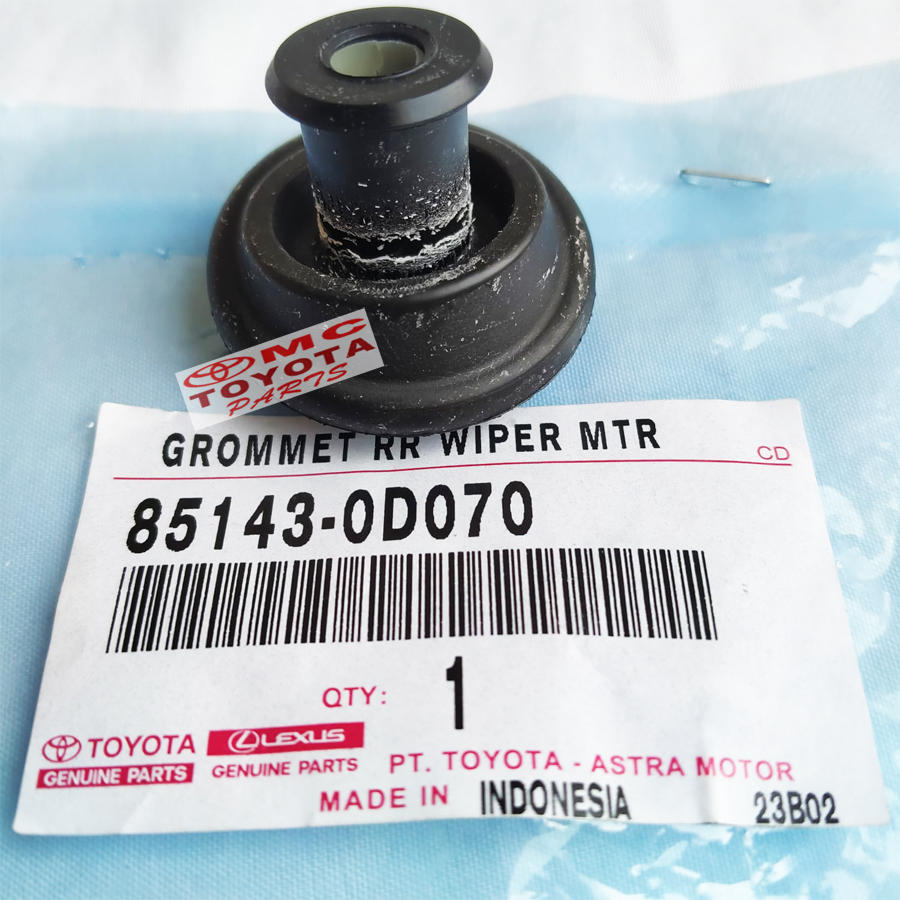 MC
TOYOTA
PARTS
GROMMET RR WIPER MTR
CD
85143-0D070
QTY: 1
TOYOTA
GENUINE PARTS
LEXUS
GENUINE PARTS
PT. TOYOTA - ASTRA MOTOR
MADE IN INDONESIA
23B02